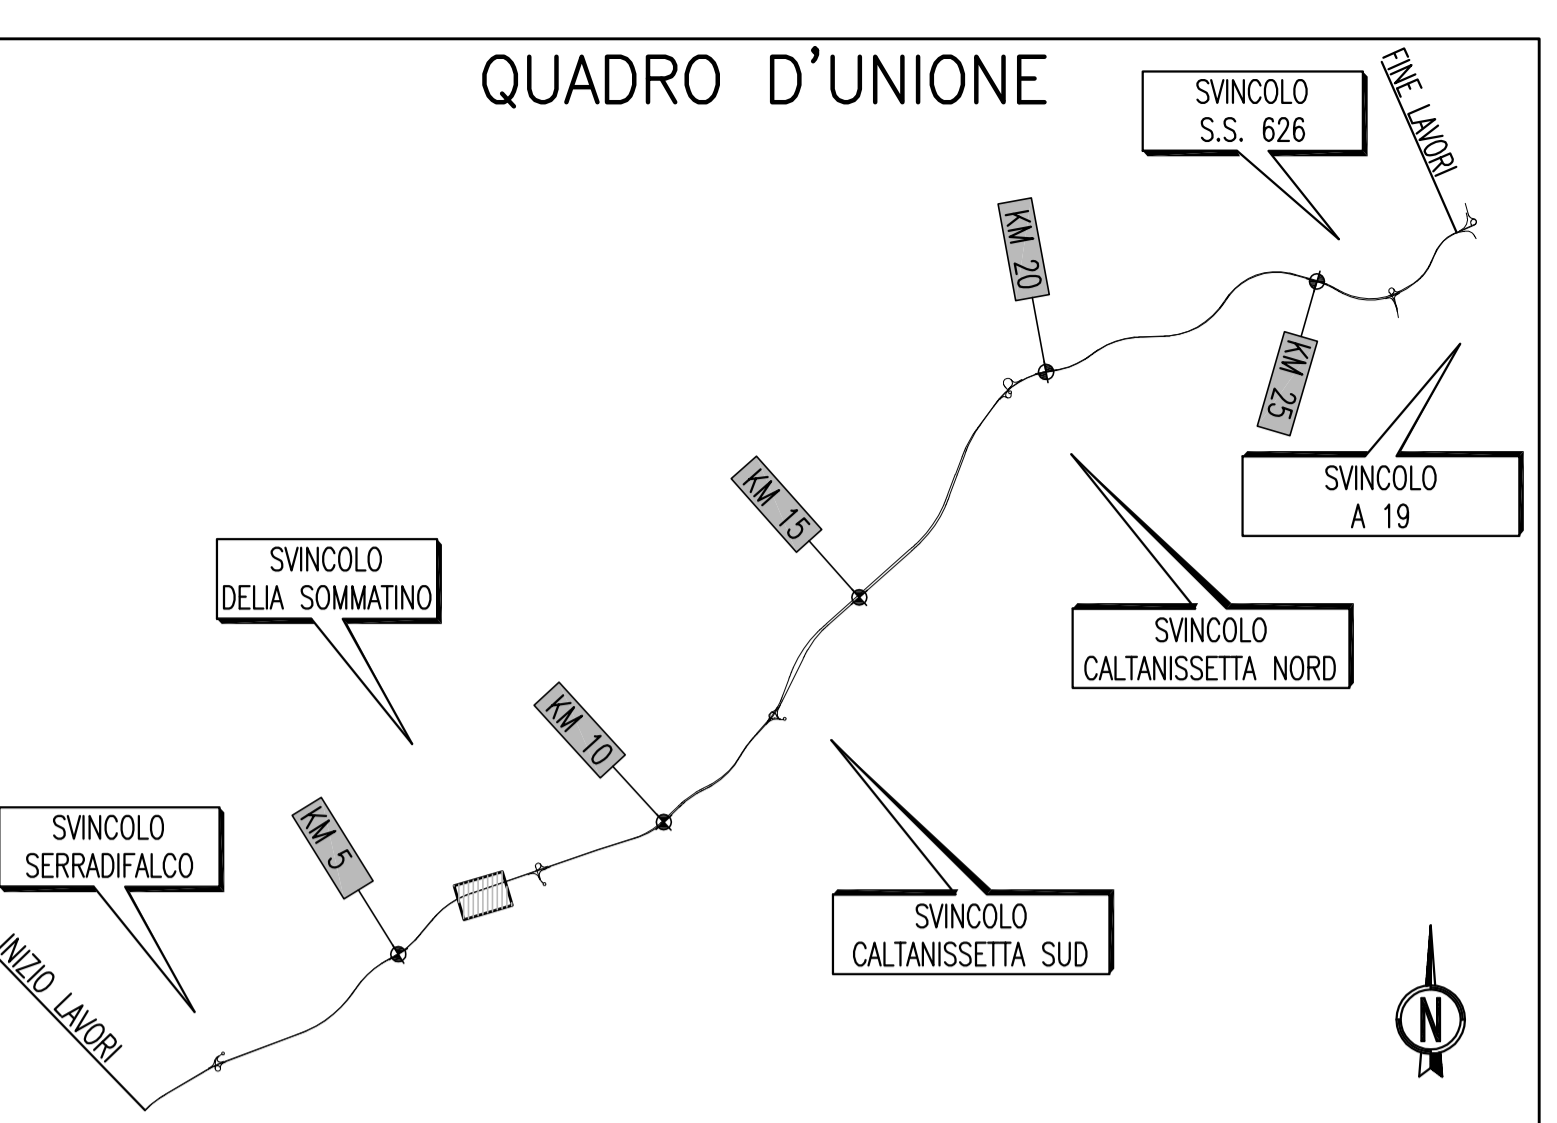 QUADRO D'UNIONE
SVINCOLO
S.S. 626
FINE LAVORI
KM 20
KM 25
SVINCOLO
A 19
KM 15
SVINCOLO
DELIA SOMMATINO
SVINCOLO
CALTANISSETTA NORD
KM 10
KM 5
SVINCOLO
SERRADIFALCO
SVINCOLO
CALTANISSETTA SUD
INIZIO LAVORI
N